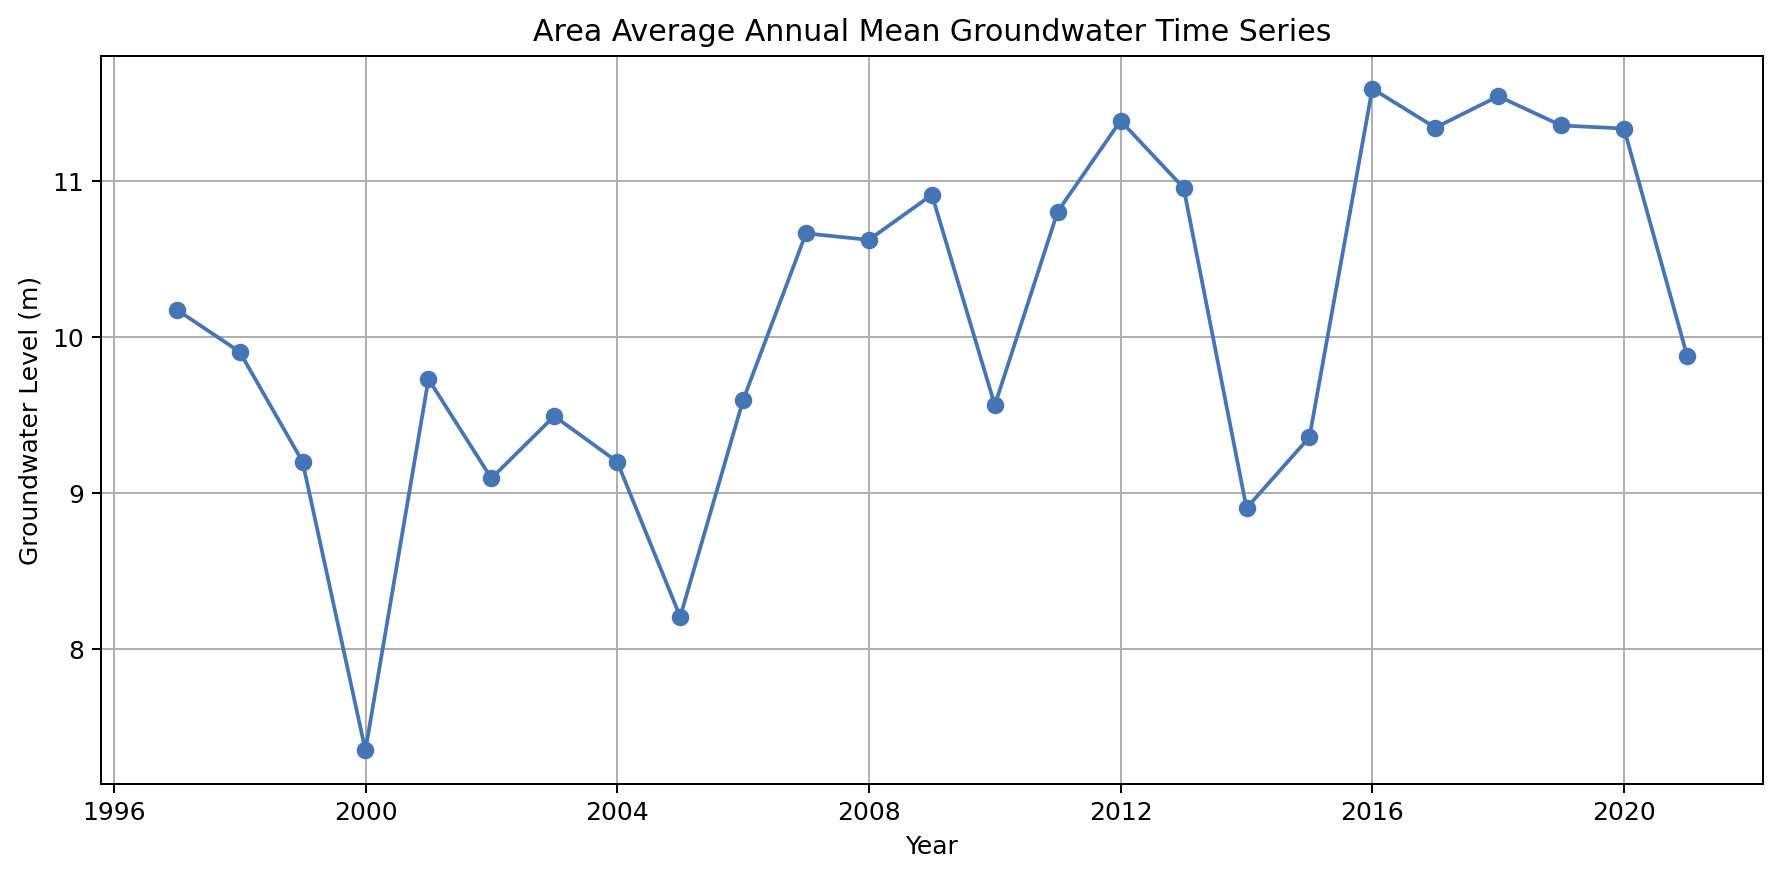 Area Average Annual Mean Groundwater Time Series
Groundwater Level (m)
11
10
9
8
1996 2000 2004 2008 2012 2016 2020
Year